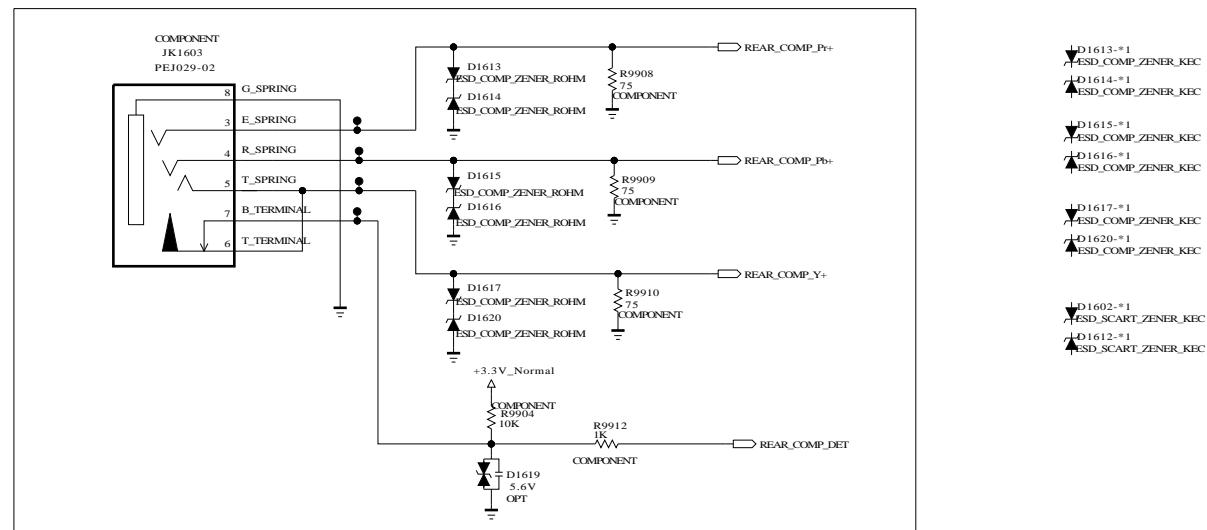 COMPONENT
JK1603
PEJ029-02
8 G_SPRING
3 E_SPRING
4 R_SPRING
5 T_SPRING
7 B_TERMINAL
6 T_TERMINAL
REAR_COMP_Pr+
D1613
ESD_COMP_ZENER_ROHM
D1614
ESD_COMP_ZENER_ROHM
R9908
75
COMPONENT
REAR_COMP_Pb+
D1615
ESD_COMP_ZENER_ROHM
D1616
ESD_COMP_ZENER_ROHM
R9909
75
COMPONENT
REAR_COMP_Y+
D1617
ESD_COMP_ZENER_ROHM
D1620
ESD_COMP_ZENER_ROHM
R9910
75
COMPONENT
+3.3V_Normal
COMPONENT
R9904
10K
R9912
1K
COMPONENT
REAR_COMP_DET
D1619
5.6V
OPT
D1613-*1
ESD_COMP_ZENER_KEC
D1614-*1
ESD_COMP_ZENER_KEC
D1615-*1
ESD_COMP_ZENER_KEC
D1616-*1
ESD_COMP_ZENER_KEC
D1617-*1
ESD_COMP_ZENER_KEC
D1620-*1
ESD_COMP_ZENER_KEC
D1602-*1
ESD_SCART_ZENER_KEC
D1612-*1
ESD_SCART_ZENER_KEC